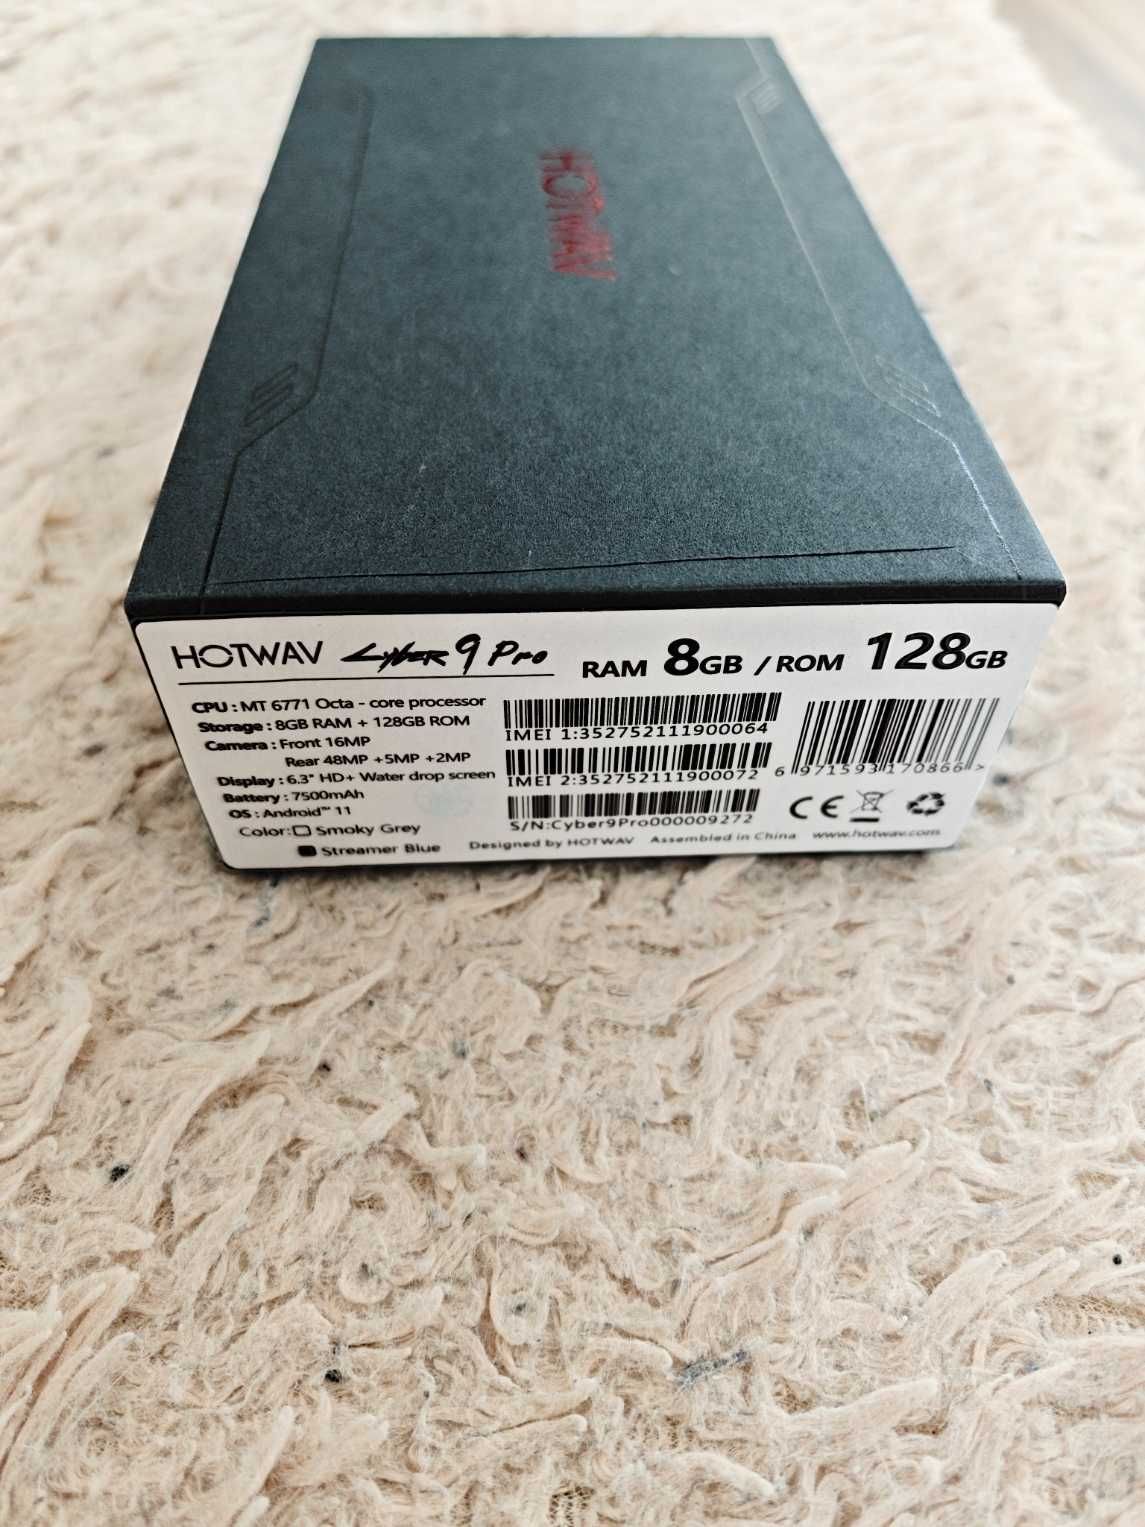 HOTWAV
HOTWAV Cyber 9 Pro RAM 8GB / ROM 128GB
CPU : MT 6771 Octa - core processor
Storage : 8GB RAM + 128GB ROM
Camera : Front 16MP
Rear 48MP +5MP +2MP
Display : 6.3" HD+ Water drop screen
Battery : 7500mAh
OS : Android™ 11
Color: Smoky Grey
Streamer Blue
IMEI 1:352752111900064
IMEI 2:352752111900072
S/N:Cyber9Pro000009272
6 971593 170866 >
CE
Designed by HOTWAV Assembled in China www.hotwav.com